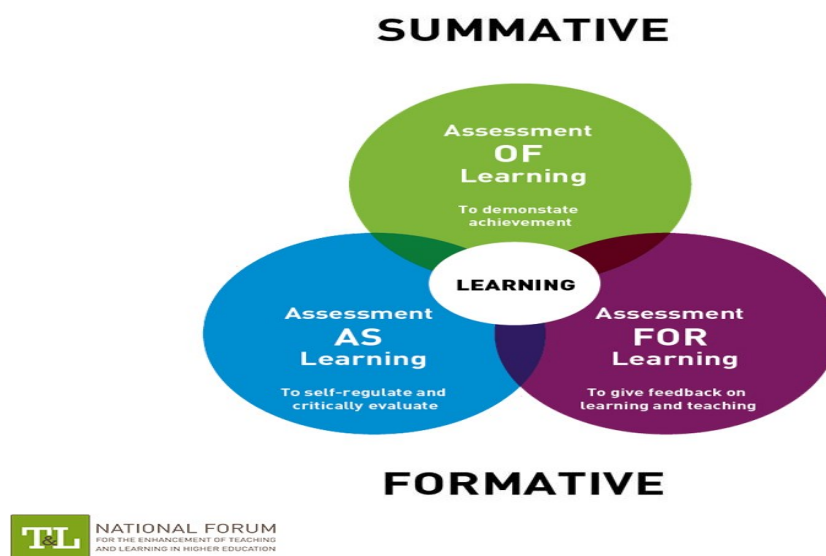 SUMMATIVE
Assessment
OF
Learning
To demonstate
achievement
LEARNING
Assessment
AS
Learning
To self-regulate and
critically evaluate
Assessment
FOR
Learning
To give feedback on
learning and teaching
FORMATIVE
T&L
NATIONAL FORUM
FOR THE ENHANCEMENT OF TEACHING
AND LEARNING IN HIGHER EDUCATION